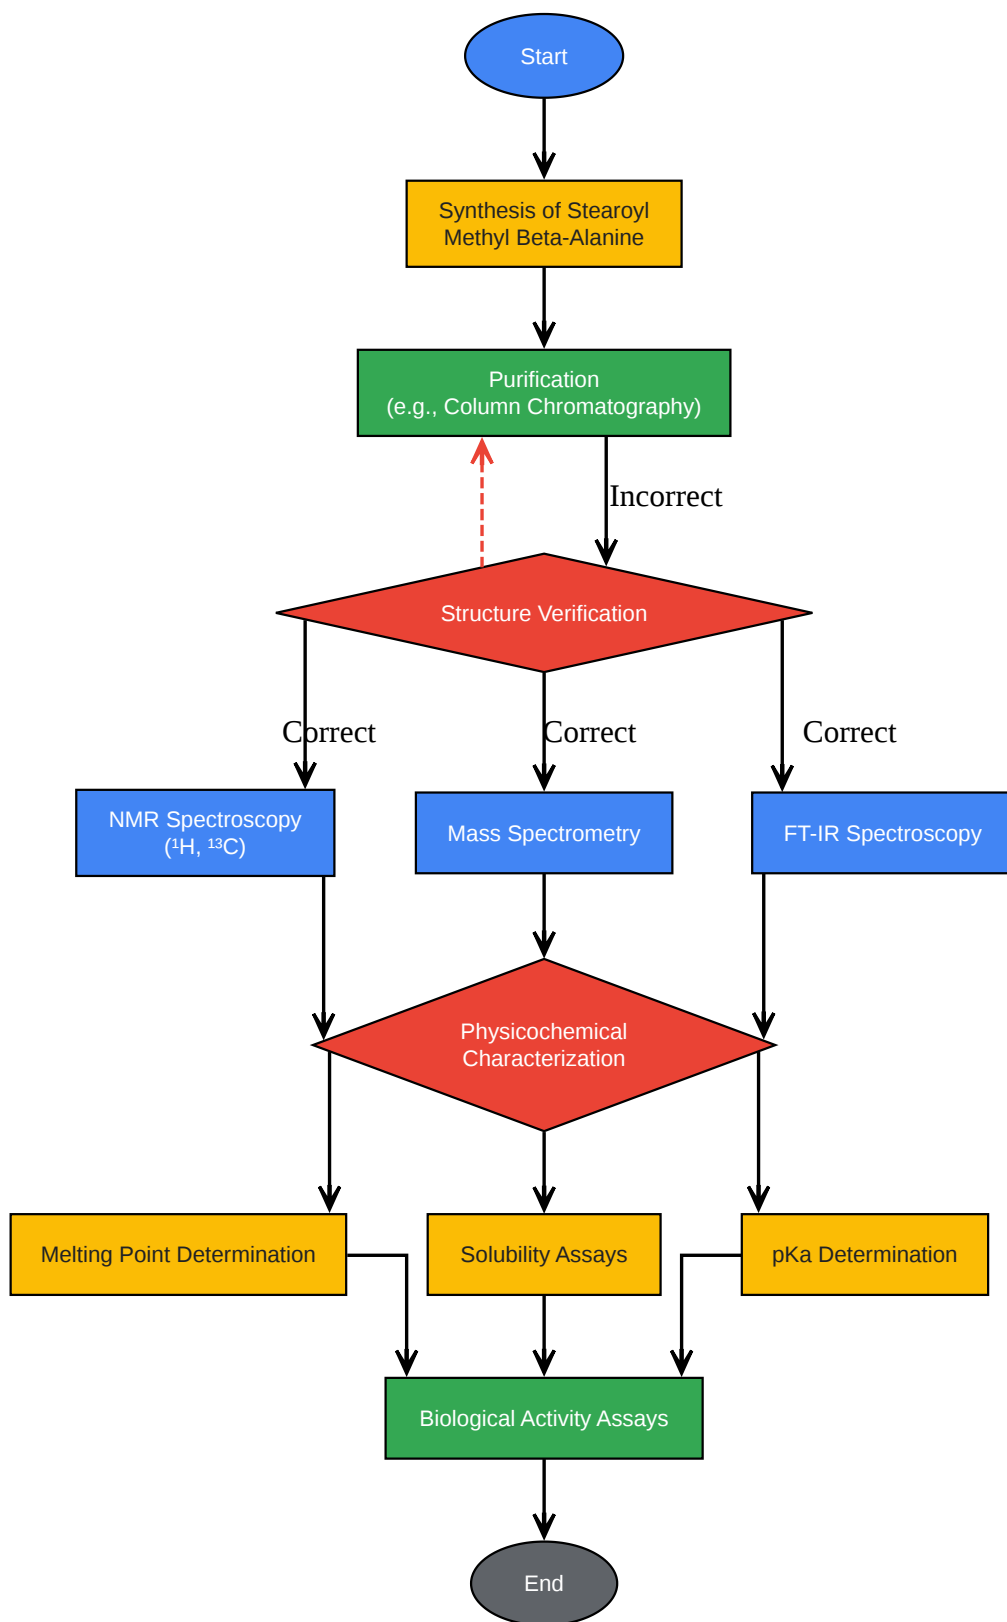 Start
Synthesis of Stearoyl
Methyl Beta-Alanine
Purification
(e.g., Column Chromatography)
Incorrect
Structure Verification
Correct
Correct
Correct
NMR Spectroscopy
(¹H, ¹³C)
Mass Spectrometry
FT-IR Spectroscopy
Physicochemical
Characterization
Melting Point Determination
Solubility Assays
pKa Determination
Biological Activity Assays
End